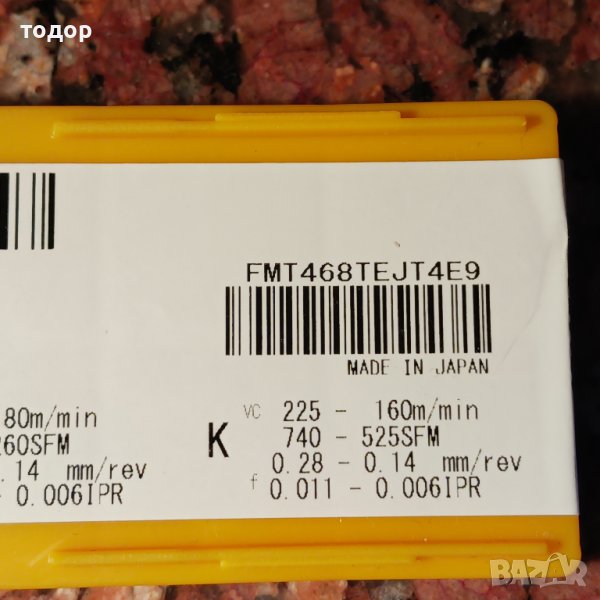 тодор
FMT468TEJT4E9
MADE IN JAPAN
80m/min
260SFM
.14 mm/rev
- 0.006IPR
K
VC 225 - 160m/min
740 - 525SFM
0.28 - 0.14 mm/rev
f 0.011 - 0.006IPR
BAZAR